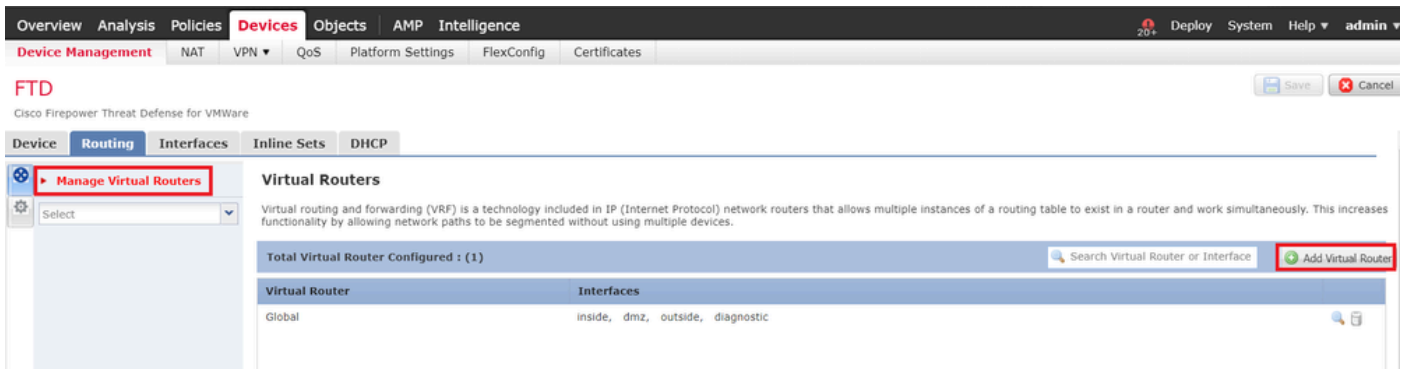 Overview Analysis Policies Devices Objects AMP Intelligence 20+ Deploy System Help admin
Device Management NAT VPN QoS Platform Settings FlexConfig Certificates
FTD Save Cancel
Cisco Firepower Threat Defense for VMWare
Device Routing Interfaces Inline Sets DHCP
Manage Virtual Routers
Select
Virtual Routers
Virtual routing and forwarding (VRF) is a technology included in IP (Internet Protocol) network routers that allows multiple instances of a routing table to exist in a router and work simultaneously. This increases
functionality by allowing network paths to be segmented without using multiple devices.
Total Virtual Router Configured : (1) Search Virtual Router or Interface Add Virtual Router
Virtual Router Interfaces
Global inside, dmz, outside, diagnostic